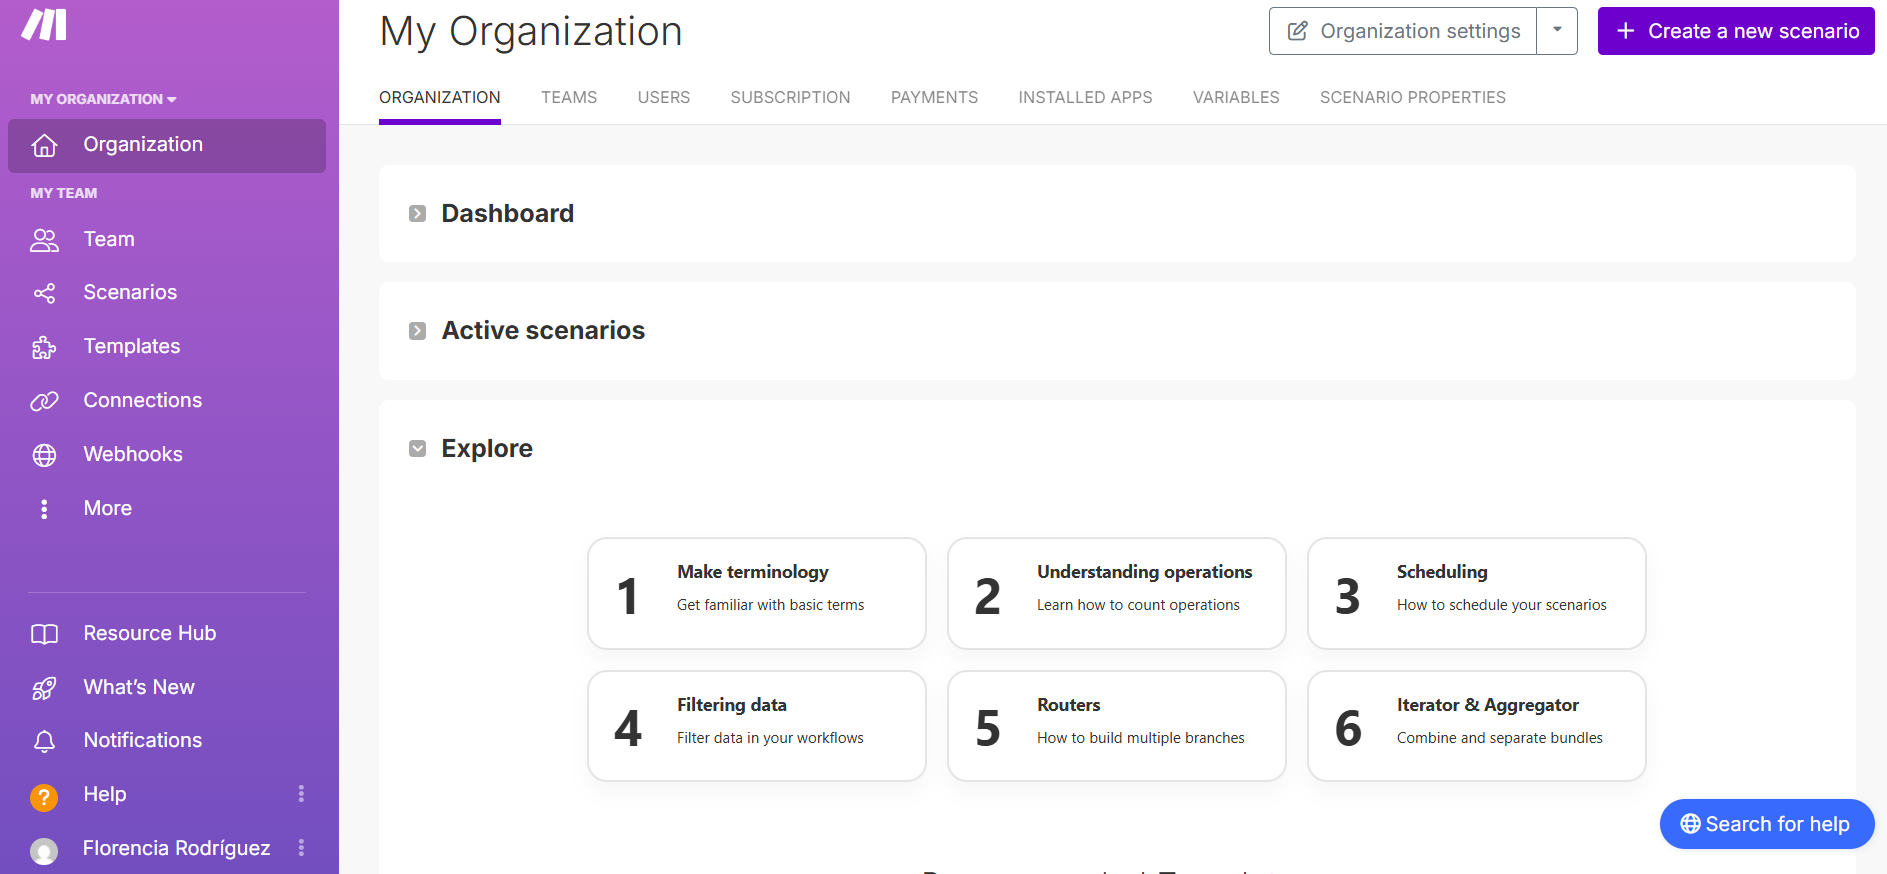 MY ORGANIZATION
Organization
MY TEAM
Team
Scenarios
Templates
Connections
Webhooks
More
Resource Hub
What's New
Notifications
? Help
Florencia Rodríguez
My Organization
Organization settings
+ Create a new scenario
ORGANIZATION TEAMS USERS SUBSCRIPTION PAYMENTS INSTALLED APPS VARIABLES SCENARIO PROPERTIES
Dashboard
Active scenarios
Explore
1
Make terminology
Get familiar with basic terms
2
Understanding operations
Learn how to count operations
3
Scheduling
How to schedule your scenarios
4
Filtering data
Filter data in your workflows
5
Routers
How to build multiple branches
6
Iterator & Aggregator
Combine and separate bundles
Search for help